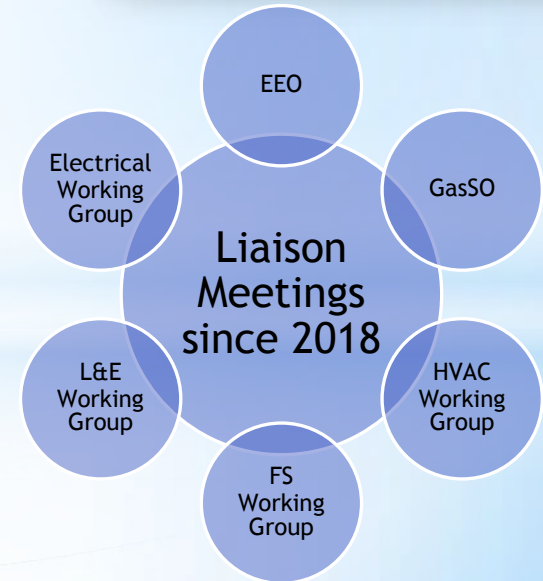 EEO
Electrical
Working
Group
GasSO
Liaison
Meetings
since 2018
L&E
Working
Group
HVAC
Working
Group
FS
Working
Group